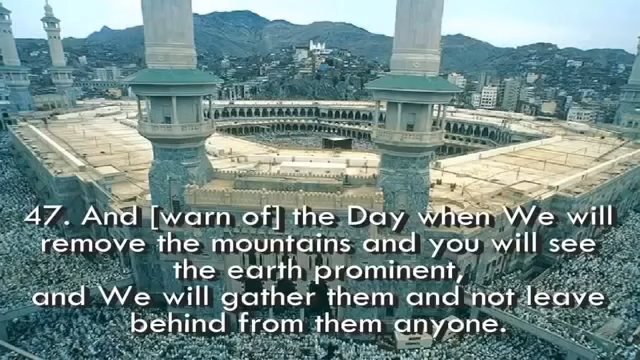 47. And [warn of] the Day when We will
remove the mountains and you will see
the earth prominent,
and We will gather them and not leave
behind from them anyone.